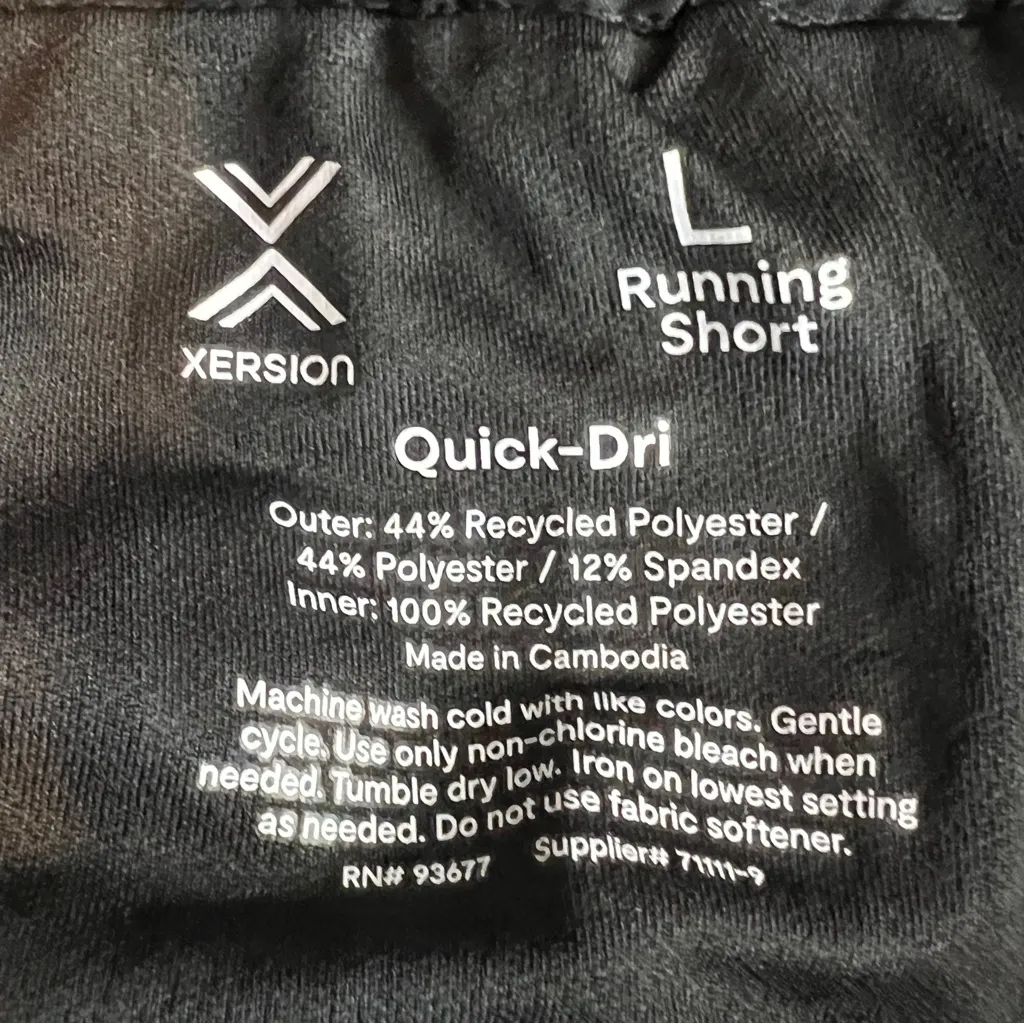 XERSION
L
Running
Short
Quick-Dri
Outer: 44% Recycled Polyester /
44% Polyester / 12% Spandex
Inner: 100% Recycled Polyester
Made in Cambodia
Machine wash cold with like colors. Gentle
cycle. Use only non-chlorine bleach when
needed. Tumble dry low. Iron on lowest setting
as needed. Do not use fabric softener.
RN# 93677 Supplier# 71111-9